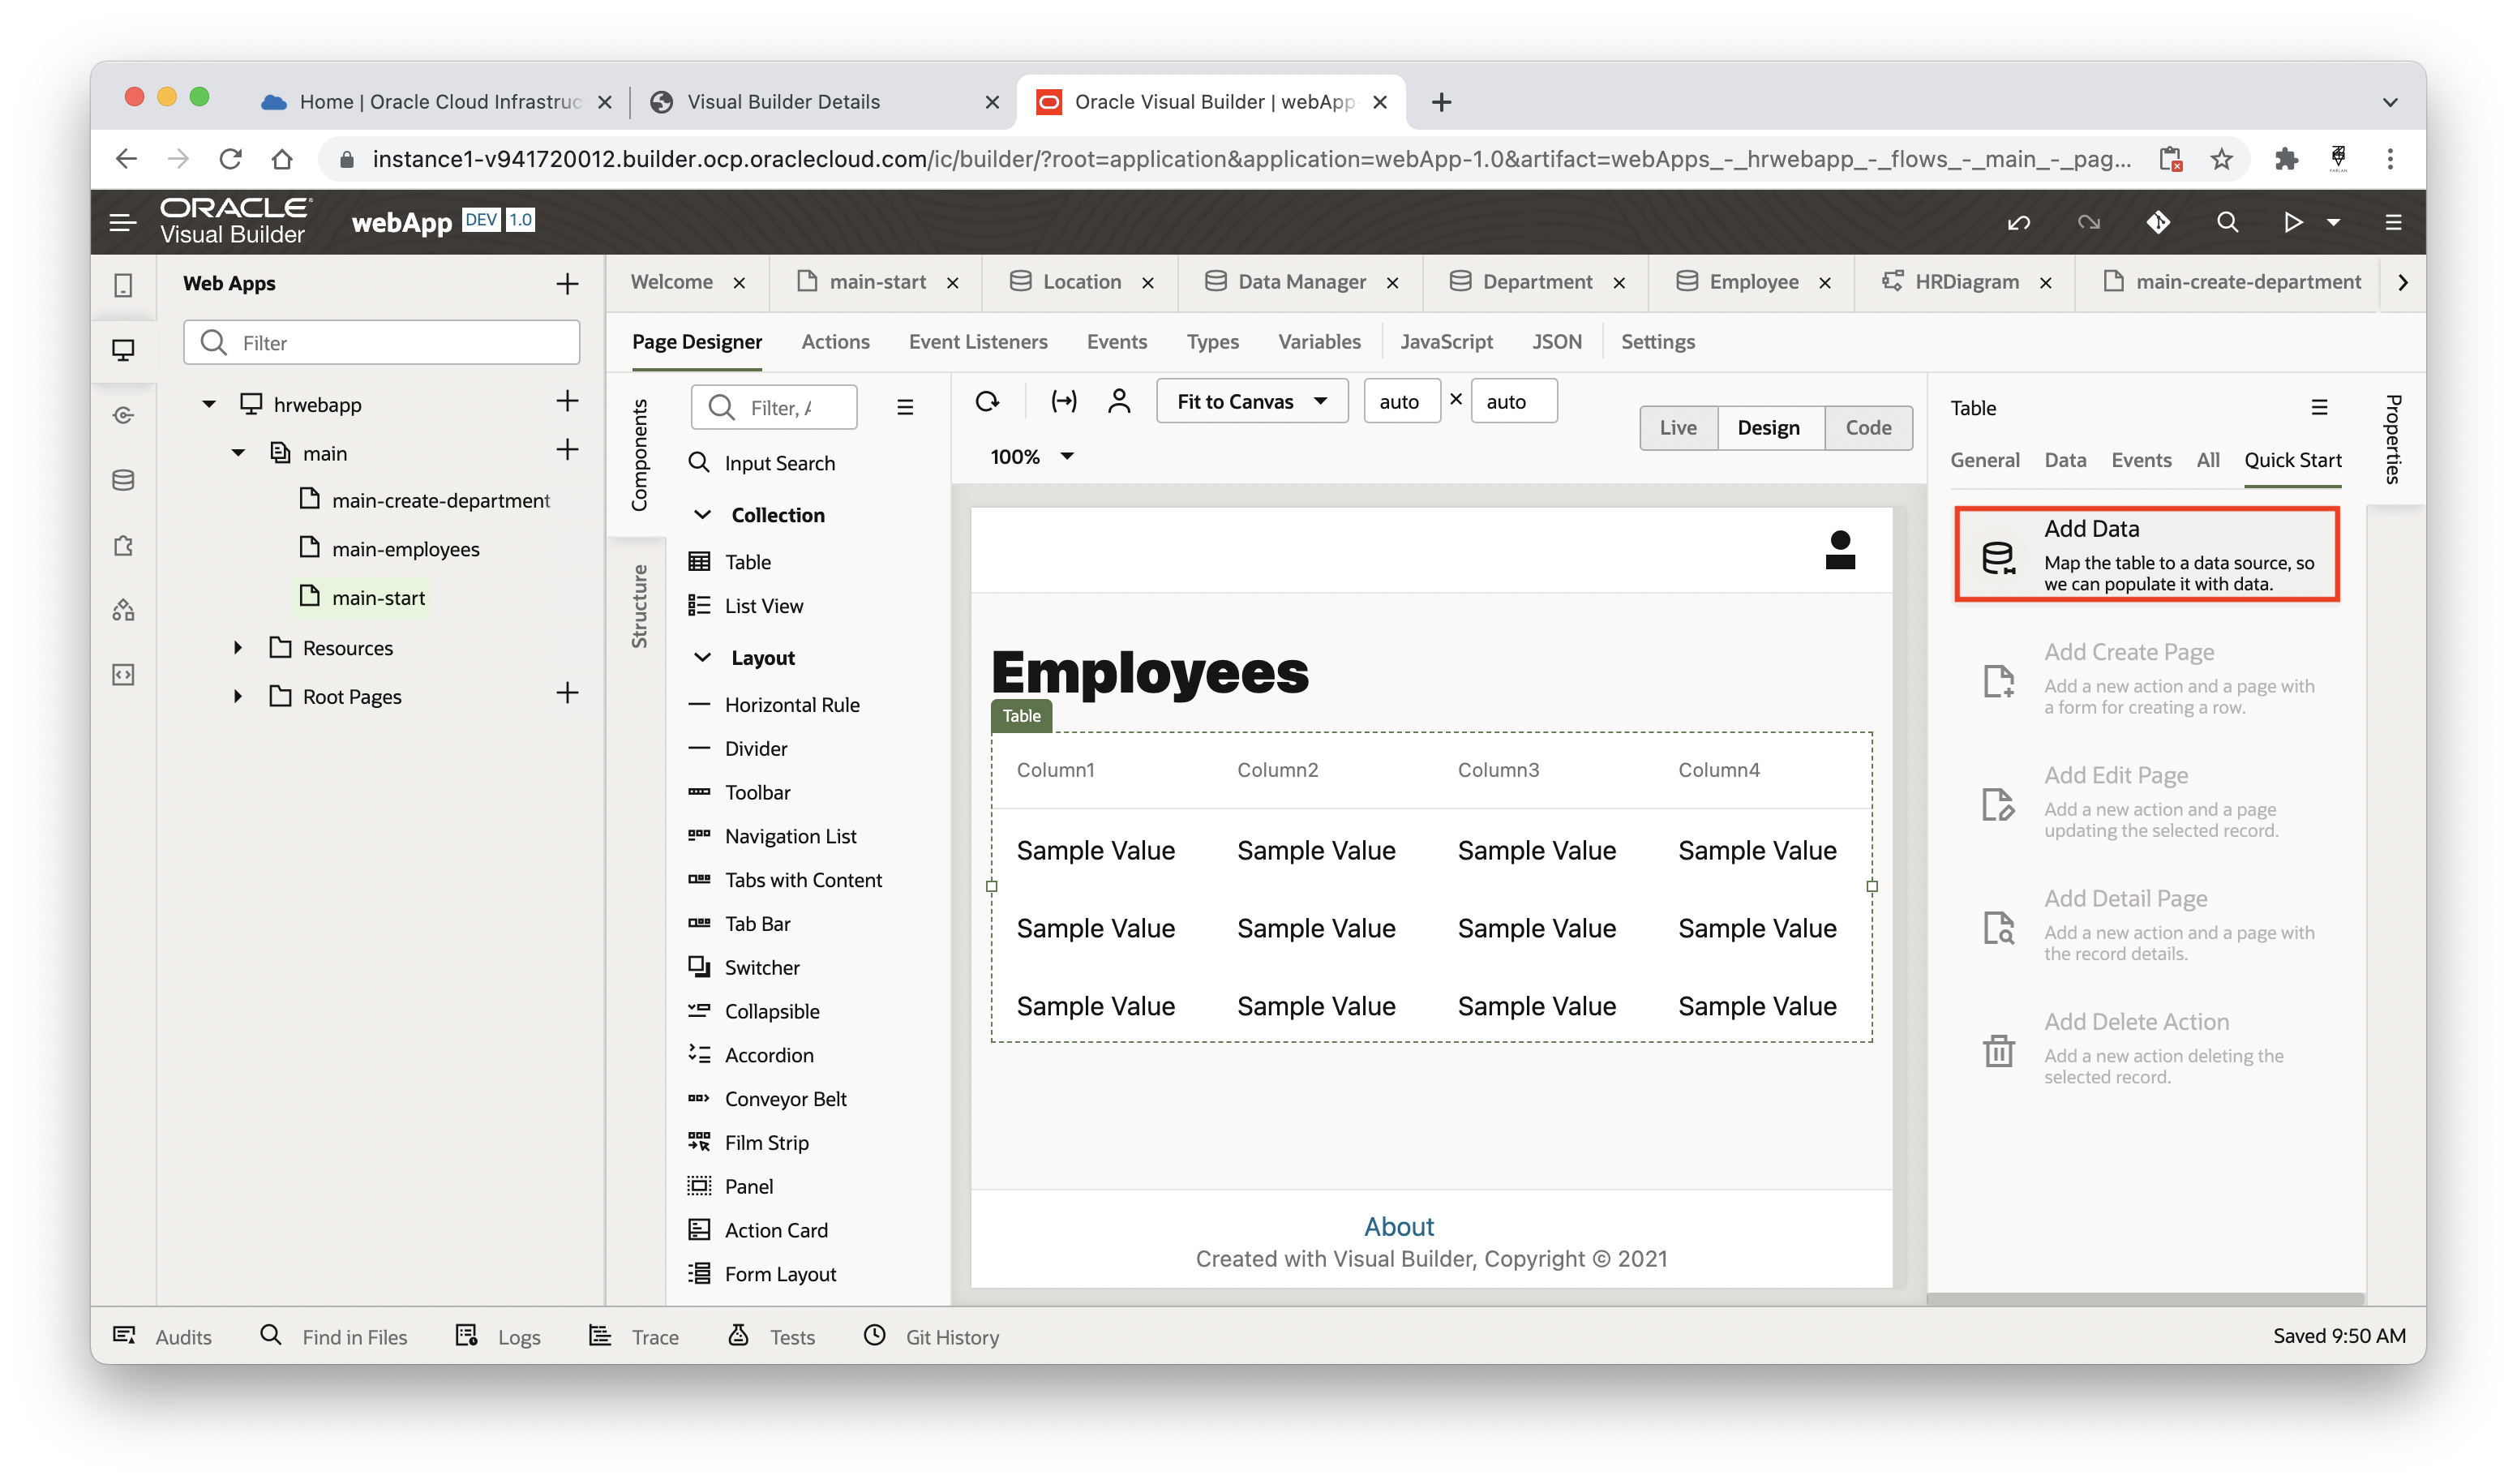 Home | Oracle Cloud Infrastruc
Visual Builder Details
Oracle Visual Builder | webApp
instance1-v941720012.builder.ocp.oraclecloud.com/ic/builder/?root=application&application=webApp-1.0&artifact=webApps_-_hrwebapp_-_flows_-_main_-_pag...
ORACLE
Visual Builder
webApp DEV 1.0
Web Apps
Filter
hrwebapp
main
main-create-department
main-employees
main-start
Resources
Root Pages
Welcome
main-start
Location
Data Manager
Department
Employee
HRDiagram
main-create-department
Page Designer
Actions
Event Listeners
Events
Types
Variables
JavaScript
JSON
Settings
Components
Structure
Filter, A
Input Search
Collection
Table
List View
Layout
Horizontal Rule
Divider
Toolbar
Navigation List
Tabs with Content
Tab Bar
Switcher
Collapsible
Accordion
Conveyor Belt
Film Strip
Panel
Action Card
Form Layout
Fit to Canvas
auto × auto
Live
Design
Code
100%
Employees
Table
Column1 Column2 Column3 Column4
Sample Value Sample Value Sample Value Sample Value
Sample Value Sample Value Sample Value Sample Value
Sample Value Sample Value Sample Value Sample Value
About
Created with Visual Builder, Copyright © 2021
Table
General
Data
Events
All
Quick Start
Add Data
Map the table to a data source, so
we can populate it with data.
Add Create Page
Add a new action and a page with
a form for creating a row.
Add Edit Page
Add a new action and a page
updating the selected record.
Add Detail Page
Add a new action and a page with
the record details.
Add Delete Action
Add a new action deleting the
selected record.
Properties
Audits
Find in Files
Logs
Trace
Tests
Git History
Saved 9:50 AM